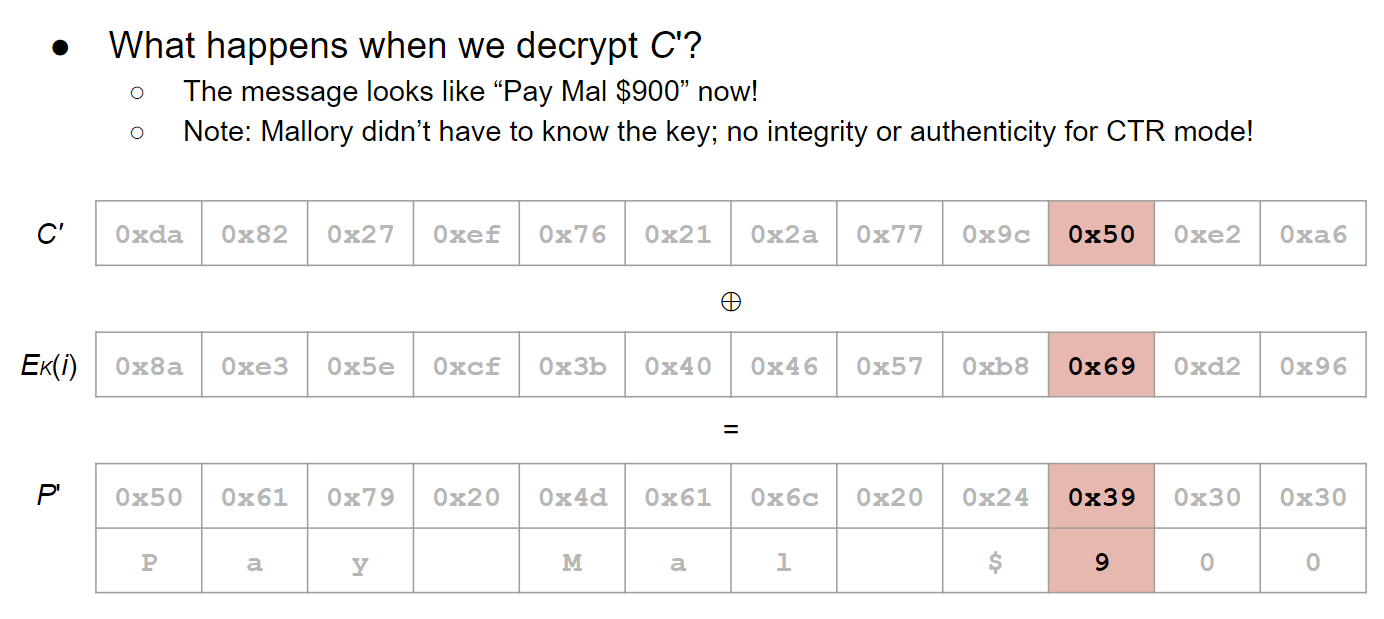 ● What happens when we decrypt C'?
○ The message looks like “Pay Mal $900” now!
○ Note: Mallory didn’t have to know the key; no integrity or authenticity for CTR mode!
C' 0xda 0x82 0x27 0xef 0x76 0x21 0x2a 0x77 0x9c 0x50 0xe2 0xa6
⊕
EK(i) 0x8a 0xe3 0x5e 0xcf 0x3b 0x40 0x46 0x57 0xb8 0x69 0xd2 0x96
=
P' 0x50 0x61 0x79 0x20 0x4d 0x61 0x6c 0x20 0x24 0x39 0x30 0x30
P a y M a l $ 9 0 0